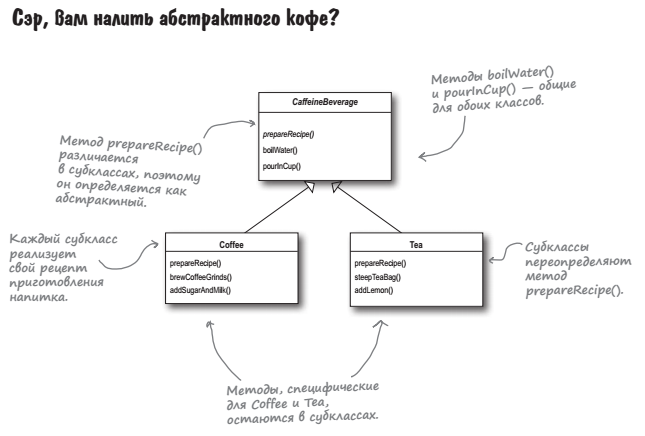 Сэр, вам налить абстрактного кофе?
Методы boilWater()
и pourInCup() — общие
для обоих классов.
CaffeineBeverage
prepareRecipe()
boilWater()
pourInCup()
Метод prepareRecipe()
различается
в субклассах, поэтому
он определяется как
абстрактный.
Каждый субкласс
реализует
свой рецепт
приготовления
напитка.
Coffee
prepareRecipe()
brewCoffeeGrinds()
addSugarAndMilk()
Tea
prepareRecipe()
steepTeaBag()
addLemon()
Субклассы
переопределяют
метод
prepareRecipe().
Методы, специфические
для Coffee и Tea,
остаются в субклассах.